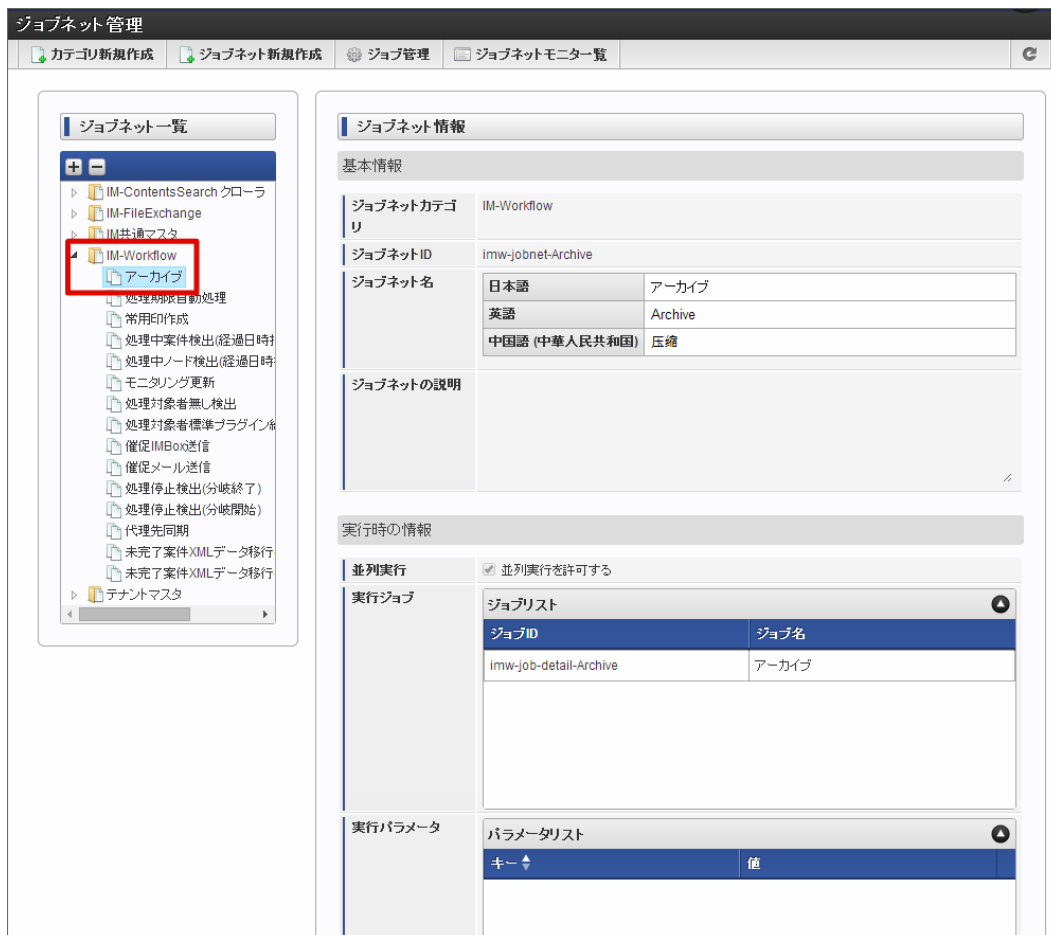 ジョブネット管理
カテゴリ新規作成 ジョブネット新規作成 ジョブ管理 ジョブネットモニター覧
ジョブネット一覧
IM-ContentsSearch クローラ
IM-FileExchange
IM共通マスタ
IM-Workflow
アーカイブ
処理期限自動処理
常用印作成
処理中案件検出(経過日時
処理中ノード検出(経過日時
モニタリング更新
処理対象者無し検出
処理対象者標準プラグイン
催促IMBox送信
催促メール送信
処理停止検出(分岐終了)
処理停止検出(分岐開始)
代理先同期
未完了案件XMLデータ移行
未完了案件XMLデータ移行
テナントマスタ
ジョブネット情報
基本情報
ジョブネットカテゴリ IM-Workflow
ジョブネットID imw-jobnet-Archive
ジョブネット名
日本語 アーカイブ
英語 Archive
中国語 (中華人民共和国) 压缩
ジョブネットの説明
実行時の情報
並列実行 並列実行を許可する
実行ジョブ
ジョブリスト
ジョブID ジョブ名
imw-job-detail-Archive アーカイブ
実行パラメータ
パラメータリスト
キー 値